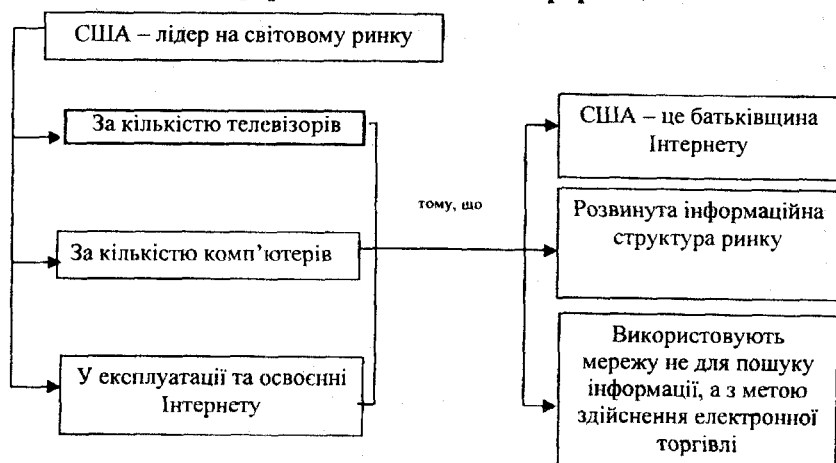 США – лідер на світовому ринку
За кількістю телевізорів
За кількістю комп’ютерів
У експлуатації та освоєнні
Інтернету
тому, що
США – це батьківщина
Інтернету
Розвинута інформаційна
структура ринку
Використовують
мережу не для пошуку
інформації, а з метою
здійснення електронної
торгівлі